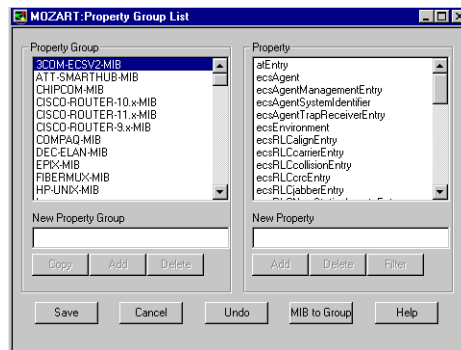 MOZART:Property Group List
Property Group
3COM-ECSV2-MIB
ATT-SMARTHUB-MIB
CHIPCOM-MIB
CISCO-ROUTER-10.x-MIB
CISCO-ROUTER-11.x-MIB
CISCO-ROUTER-9.x-MIB
COMPAQ-MIB
DEC-ELAN-MIB
EPIX-MIB
FIBERMUX-MIB
HP-UNIX-MIB
New Property Group
Copy Add Delete
Property
atEntry
ecsAgent
ecsAgentManagementEntry
ecsAgentSystemIdentifier
ecsAgentTrapReceiverEntry
ecsEnvironment
ecsRLCalignEntry
ecsRLCcarrierEntry
ecsRLCcollisionEntry
ecsRLCcrcEntry
ecsRLCjabberEntry
New Property
Add Delete Filter
Save Cancel Undo MIB to Group Help